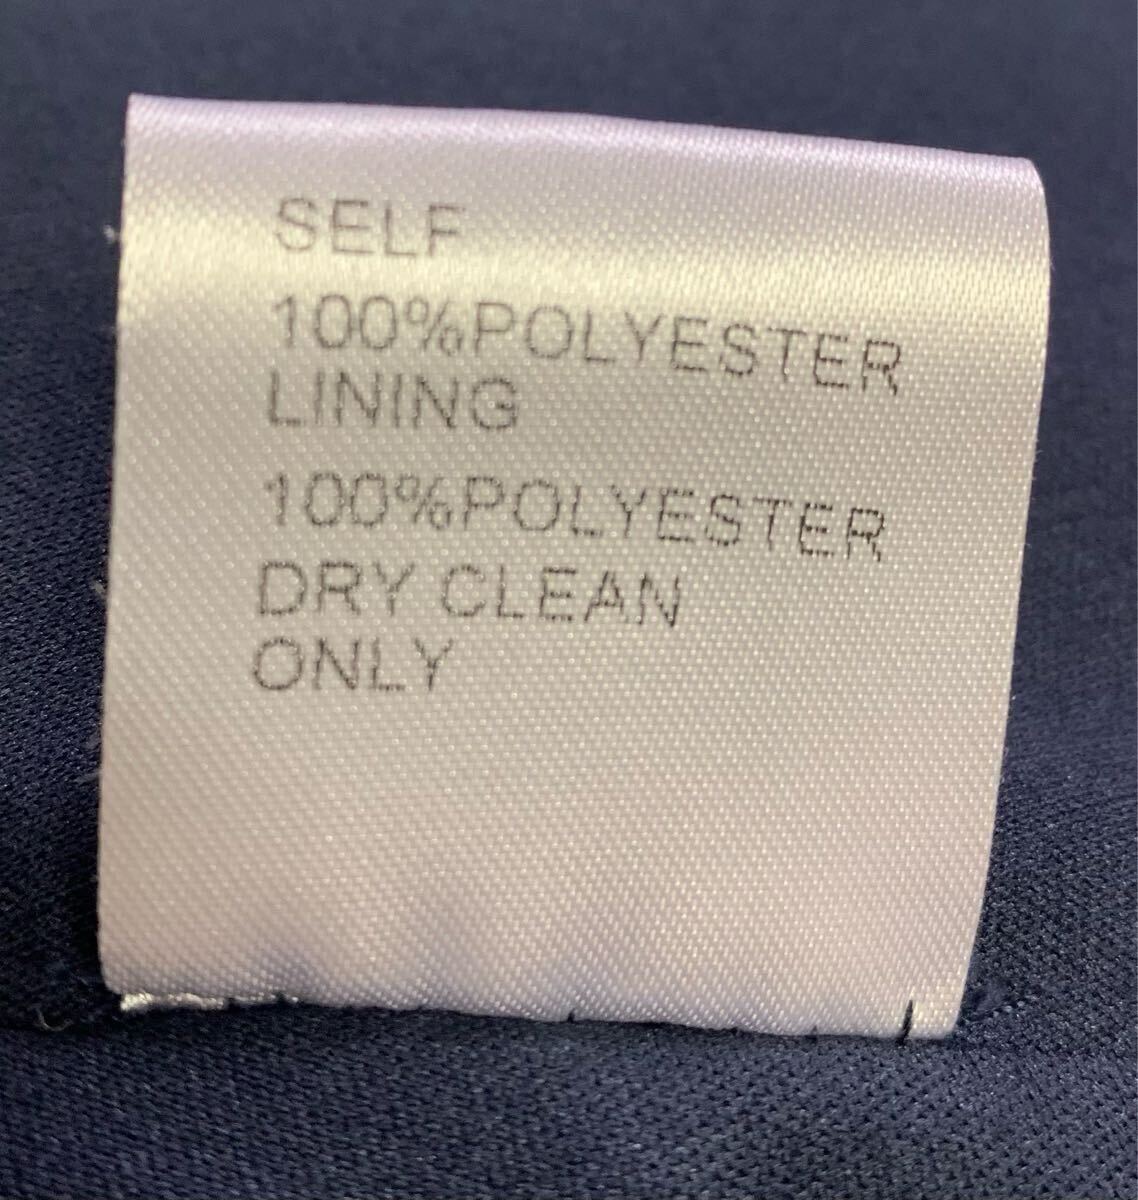 SELF
100%POLYESTER
LINING
100%POLYESTER
DRY CLEAN
ONLY